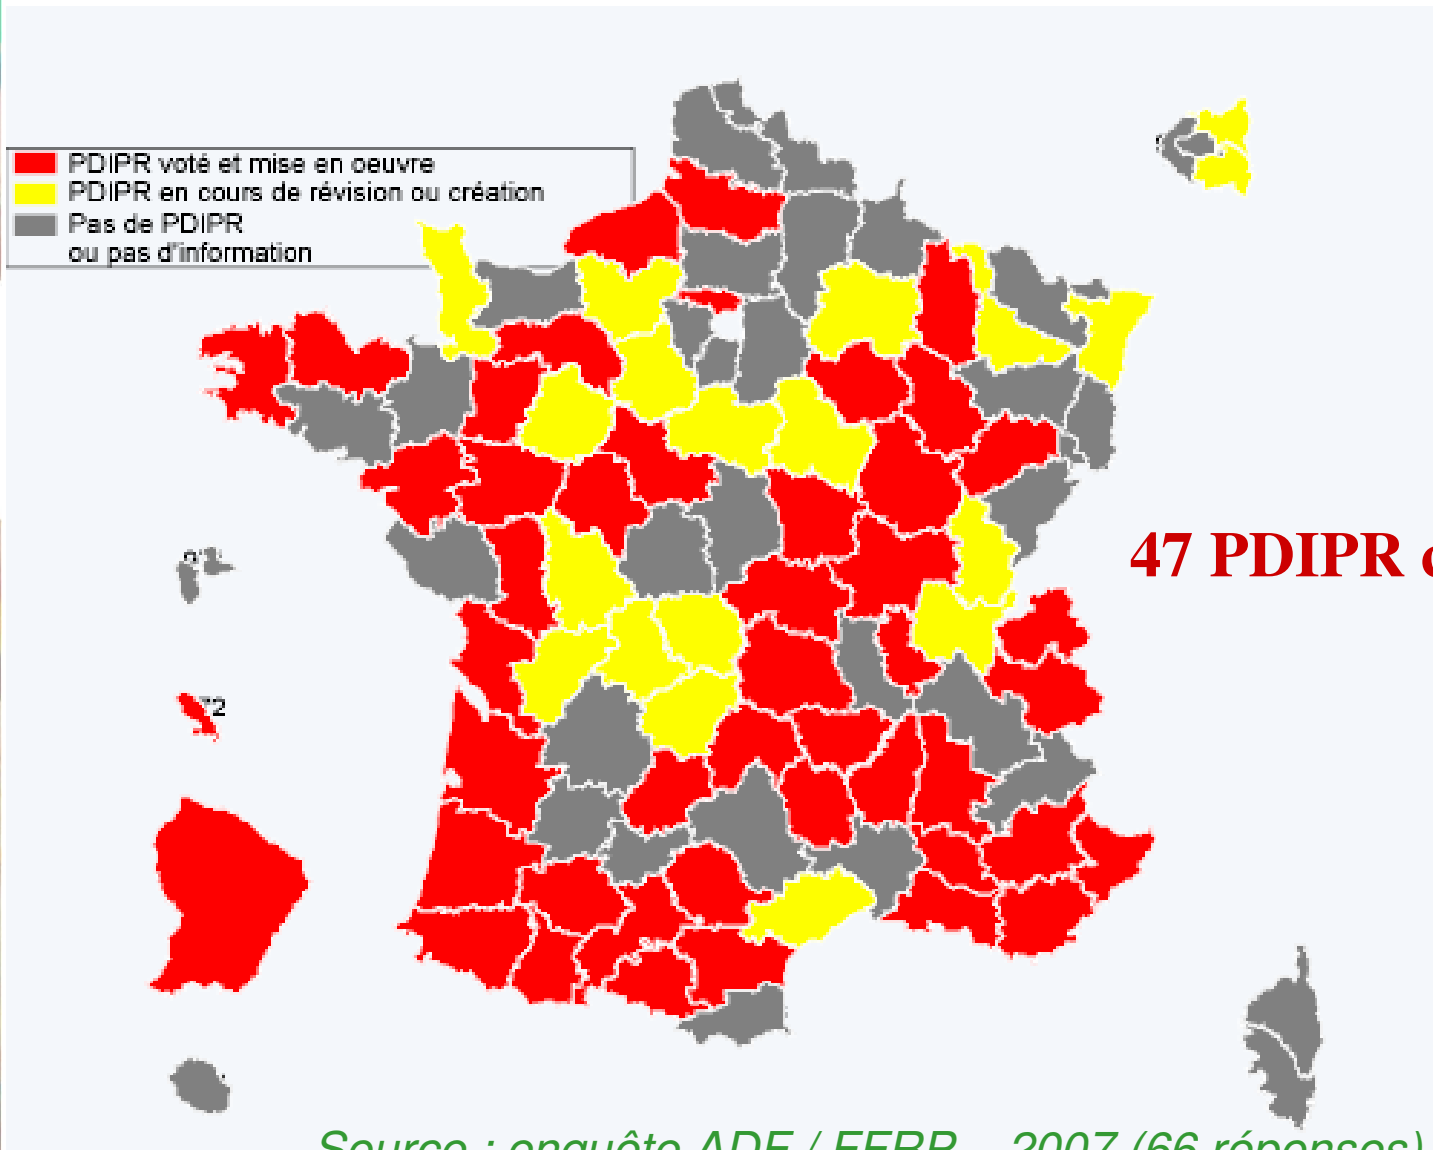 PDIPR voté et mise en oeuvre
PDIPR en cours de révision ou création
Pas de PDIPR
ou pas d'information
47 PDIPR
72
Source : enquête ADF / FFRP - 2007 (66 réponses)